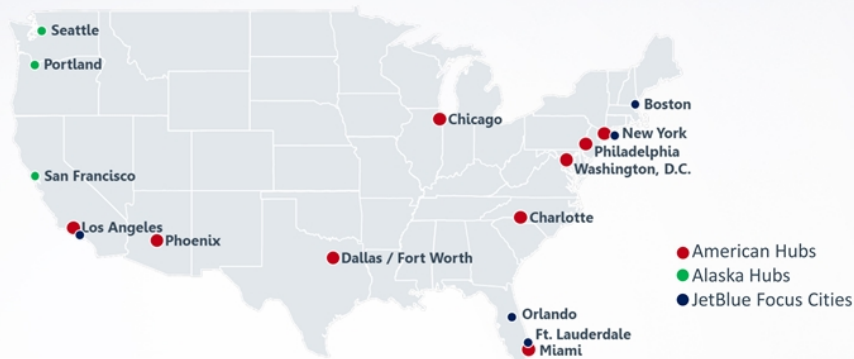 Seattle
Portland
Boston
Chicago
New York
Philadelphia
Washington, D.C.
San Francisco
Charlotte
Los Angeles
Phoenix
Dallas / Fort Worth
American Hubs
Alaska Hubs
JetBlue Focus Cities
Orlando
Ft. Lauderdale
Miami